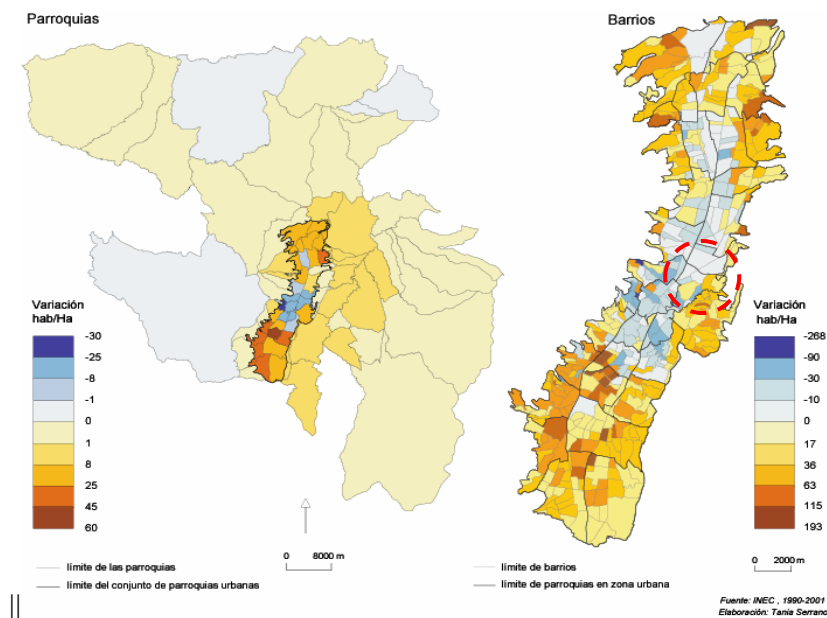 Parroquias
Variación
hab/Ha
-30
-25
-8
-1
0
1
8
25
45
60
0 8000 m
límite de las parroquias
límite del conjunto de parroquias urbanas
Barrios
Variación
hab/Ha
-268
-90
-30
-10
0
17
36
63
115
193
0 2000 m
límite de barrios
límite de parroquias en zona urbana
Fuente: INEC , 1990-2001
Elaboración: Tania Serrano